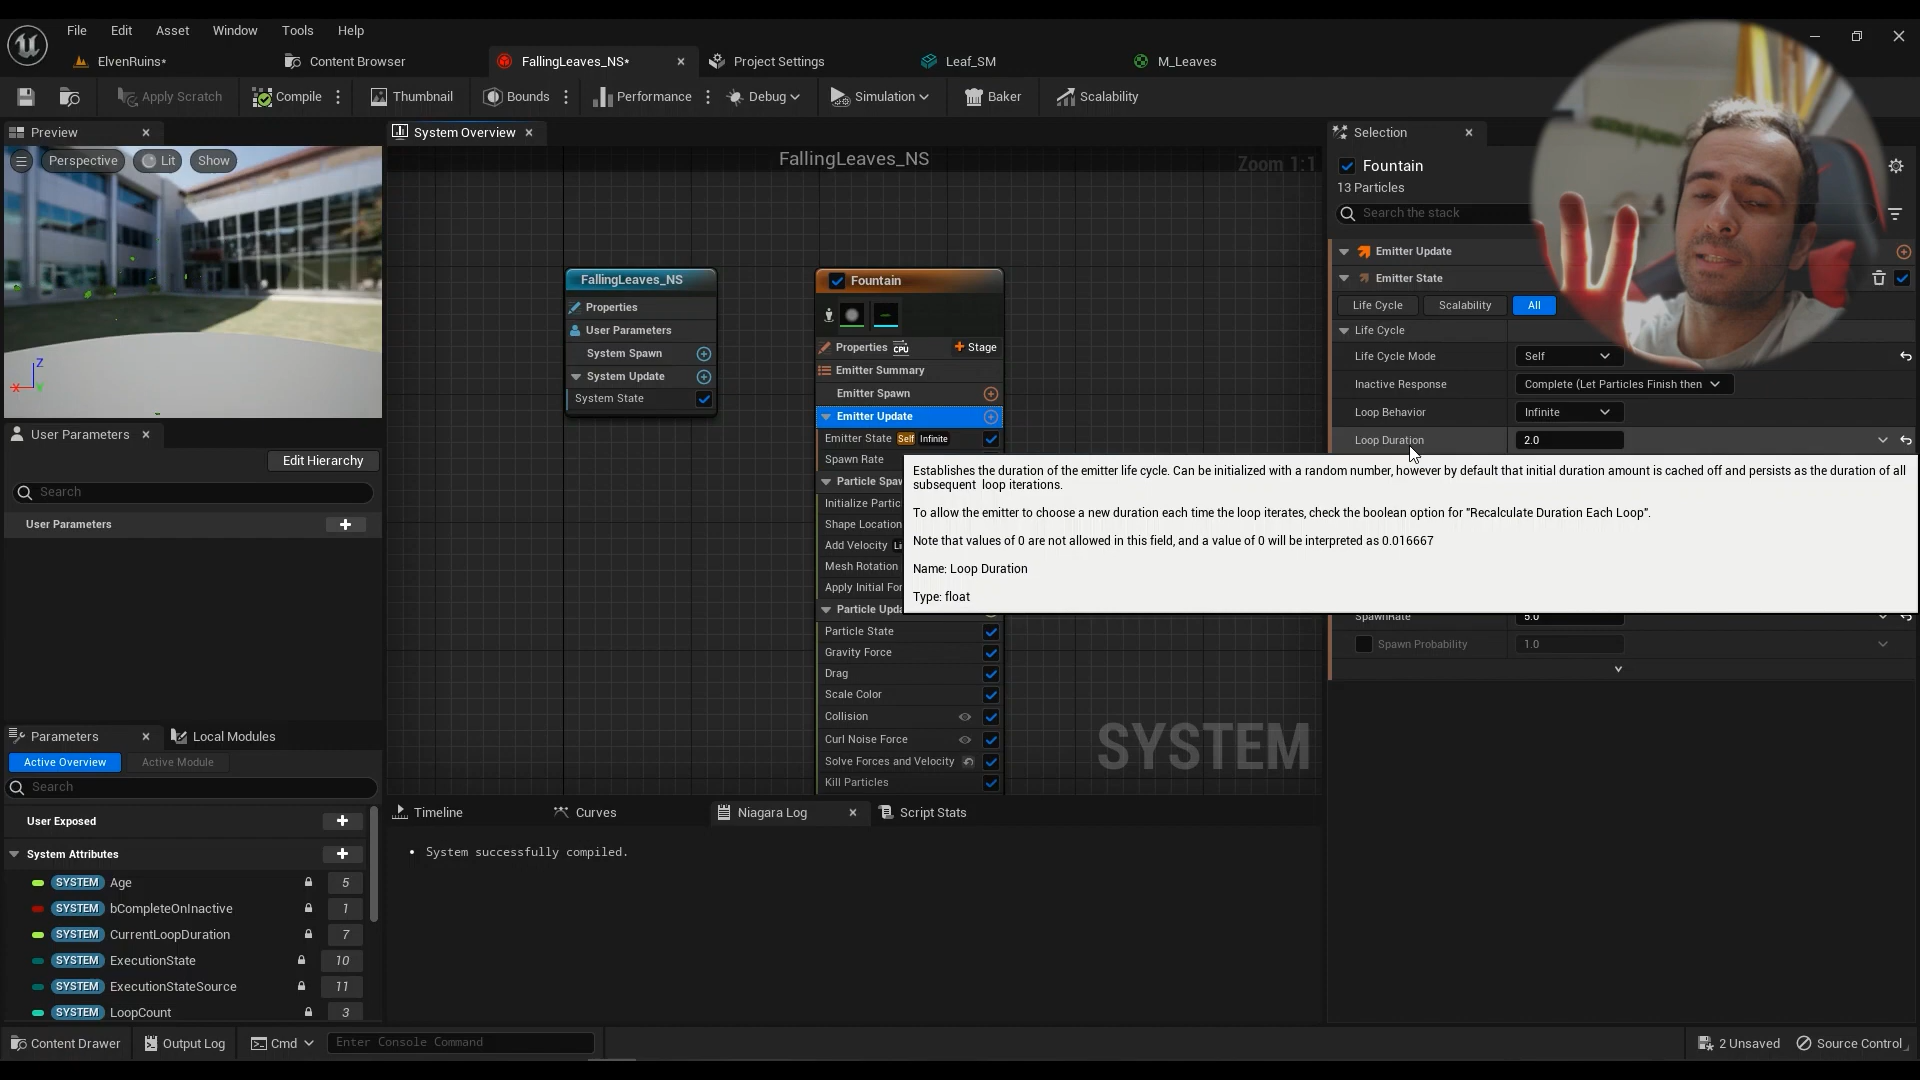 File Edit Asset Window Tools Help
ElvenRuins* Content Browser FallingLeaves_NS* Project Settings Leaf_SM M_Leaves
Apply Scratch Compile Thumbnail Bounds Performance Debug Simulation Baker Scalability
Preview
Perspective Lit Show
Z
X
Y
User Parameters
Edit Hierarchy
Search
User Parameters
Parameters Local Modules
Active Overview Active Module
Search
User Exposed
System Attributes
SYSTEM Age 5
SYSTEM bCompleteOnInactive 1
SYSTEM CurrentLoopDuration 7
SYSTEM ExecutionState 10
SYSTEM ExecutionStateSource 11
SYSTEM LoopCount 3
System Overview
FallingLeaves_NS
Zoom 1:1
FallingLeaves_NS
Properties
User Parameters
System Spawn
System Update
System State
Fountain
Properties CPU Stage
Emitter Summary
Emitter Spawn
Emitter Update
Emitter State Self Infinite
Spawn Rate
Particle Spaw
Initialize Partic
Shape Location
Add Velocity Li
Mesh Rotation
Apply Initial For
Particle Upda
Particle State
Gravity Force
Drag
Scale Color
Collision
Curl Noise Force
Solve Forces and Velocity
Kill Particles
SYSTEM
Timeline Curves Niagara Log Script Stats
System successfully compiled.
Selection
Fountain
13 Particles
Search the stack
Emitter Update
Emitter State
Life Cycle Scalability All
Life Cycle
Life Cycle Mode Self
Inactive Response Complete (Let Particles Finish then
Loop Behavior Infinite
Loop Duration 2.0
Establishes the duration of the emitter life cycle. Can be initialized with a random number, however by default that initial duration amount is cached off and persists as the duration of all
subsequent loop iterations.
To allow the emitter to choose a new duration each time the loop iterates, check the boolean option for "Recalculate Duration Each Loop".
Note that values of 0 are not allowed in this field, and a value of 0 will be interpreted as 0.016667
Name: Loop Duration
Type: float
SpawnRate 5.0
Spawn Probability 1.0
Content Drawer Output Log Cmd Enter Console Command 2 Unsaved Source Control